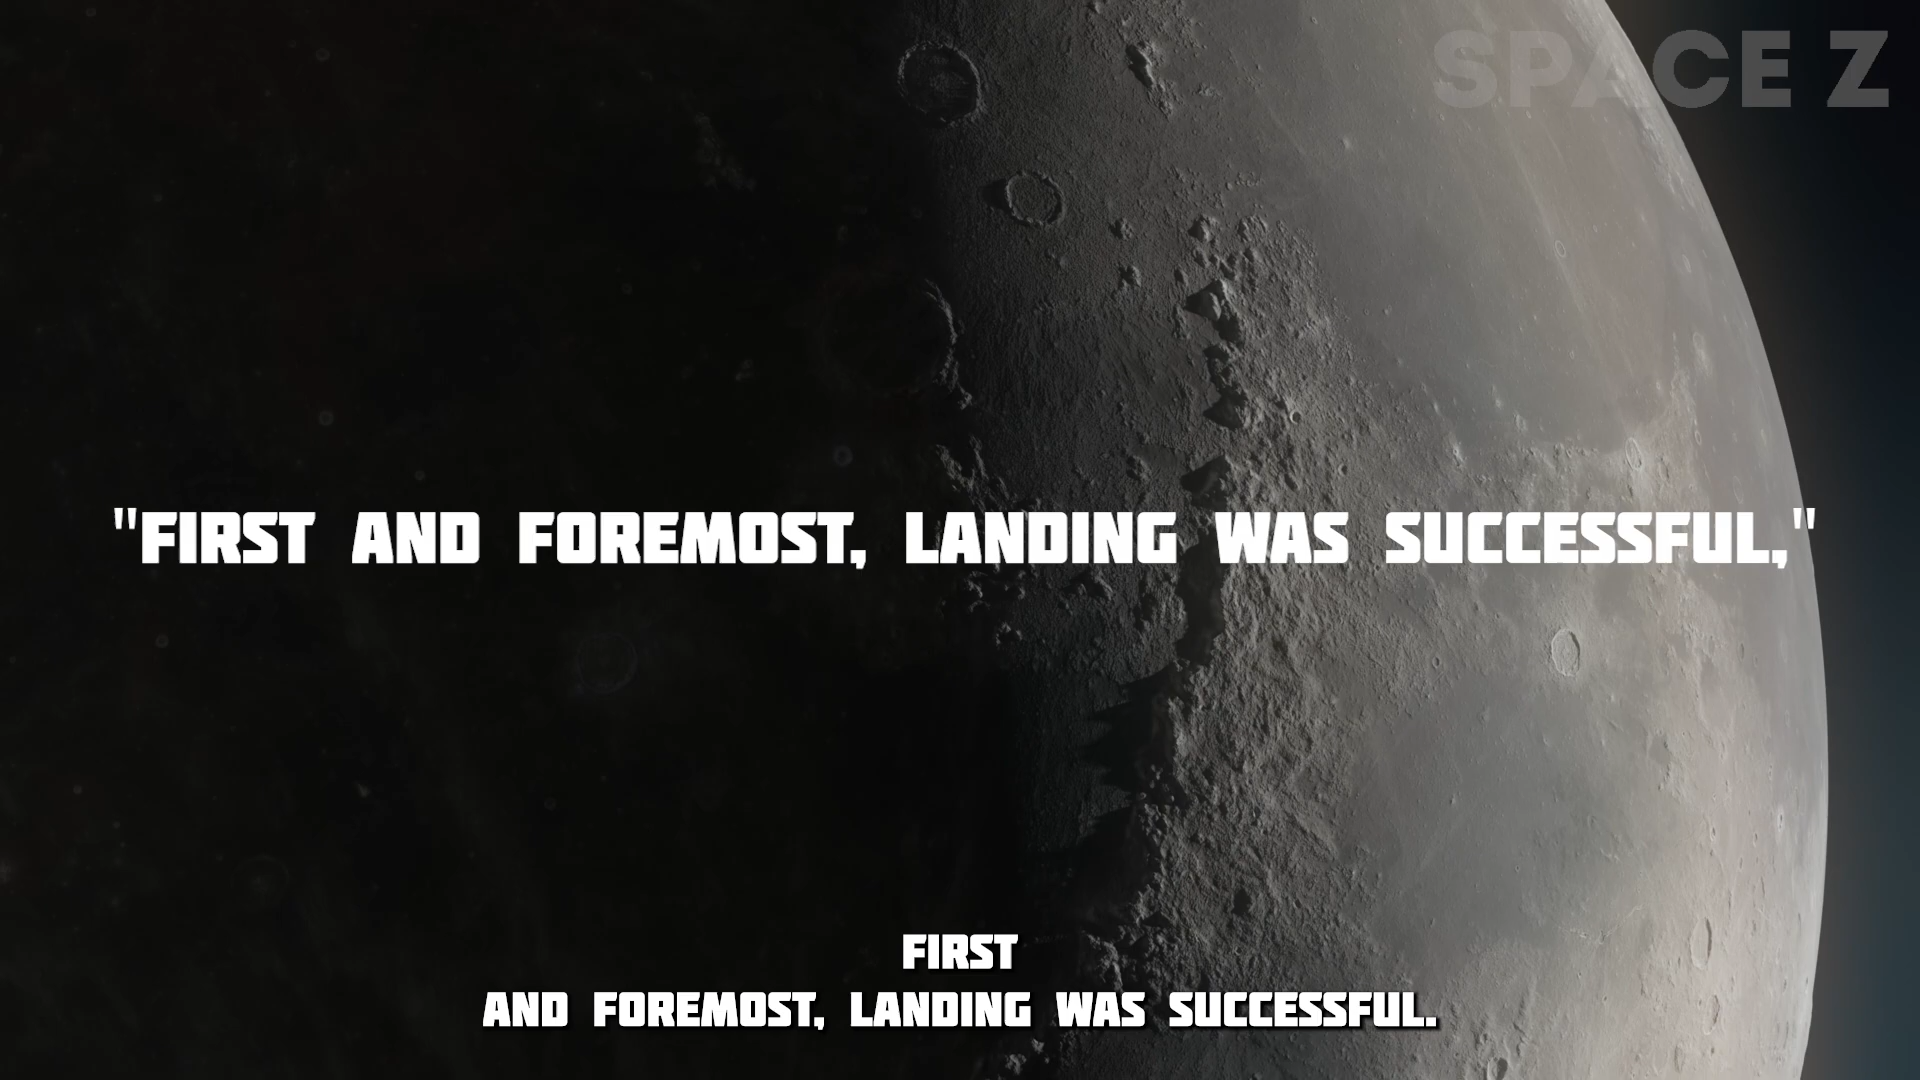 SPACE Z
"FIRST AND FOREMOST, LANDING WAS SUCCESSFUL,"
FIRST
AND FOREMOST, LANDING WAS SUCCESSFUL.